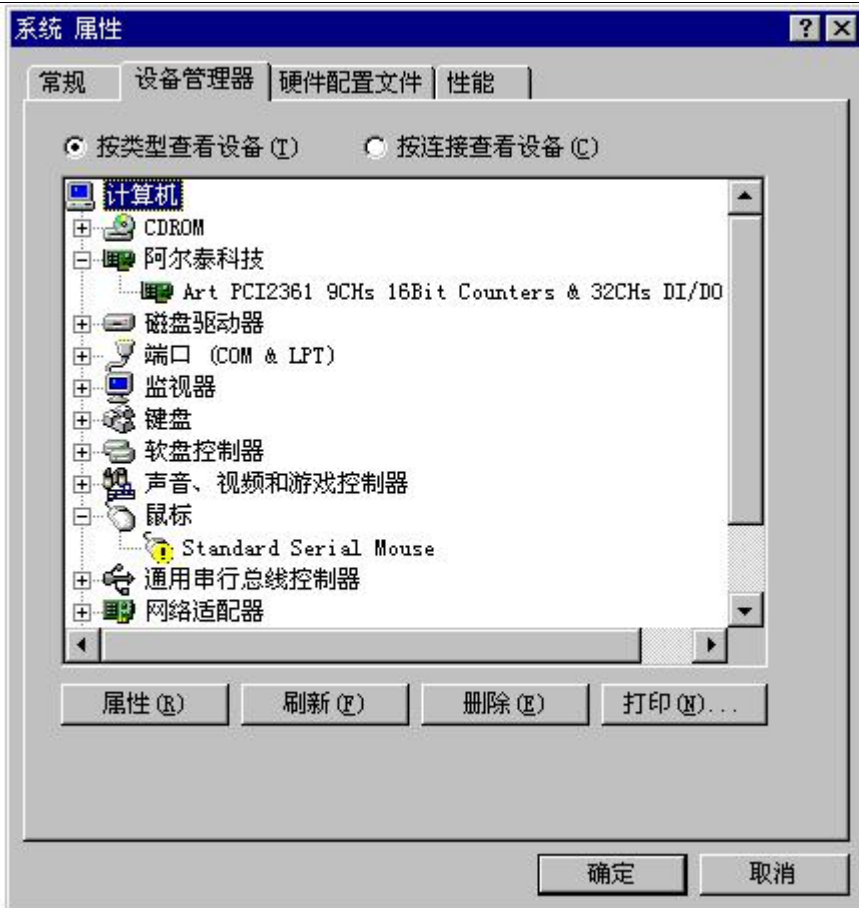 系统 属性
常规 设备管理器 硬件配置文件 性能
按类型查看设备(T) 按连接查看设备(C)
计算机
CDROM
阿尔泰科技
Art PCI2361 9CHs 16Bit Counters & 32CHs DI/DO
磁盘驱动器
端口 (COM & LPT)
监视器
键盘
软盘控制器
声音、视频和游戏控制器
鼠标
Standard Serial Mouse
通用串行总线控制器
网络适配器
属性(R) 刷新(F) 删除(E) 打印(N)...
确定 取消